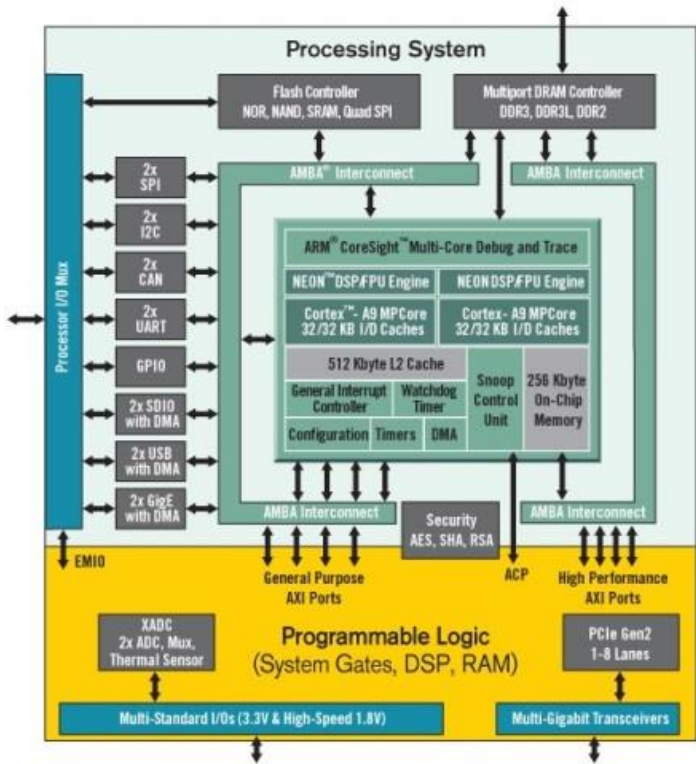 Processing System
Flash Controller
NOR, NAND, SRAM, Quad SPI
Multiport DRAM Controller
DDR3, DDR3L, DDR2
Processor I/O Mux
2x
SPI
2x
I2C
2x
CAN
2x
UART
GPIO
2x SDIO
with DMA
2x USB
with DMA
2x GigE
with DMA
AMBA® Interconnect
AMBA Interconnect
ARM® CoreSight™ Multi-Core Debug and Trace
NEON™ DSP/FPU Engine
NEON DSP/FPU Engine
Cortex™- A9 MPCore
32/32 KB I/D Caches
Cortex- A9 MPCore
32/32 KB I/D Caches
512 Kbyte L2 Cache
General Interrupt
Controller
Watchdog
Timer
Configuration
Timers
DMA
Snoop
Control
Unit
256 Kbyte
On-Chip
Memory
AMBA Interconnect
Security
AES, SHA, RSA
AMBA Interconnect
EMIO
General Purpose
AXI Ports
ACP
High Performance
AXI Ports
XADC
2x ADC, Mux,
Thermal Sensor
Programmable Logic
(System Gates, DSP, RAM)
PCIe Gen2
1-8 Lanes
Multi-Standard I/Os (3.3V & High-Speed 1.8V)
Multi-Gigabit Transceivers